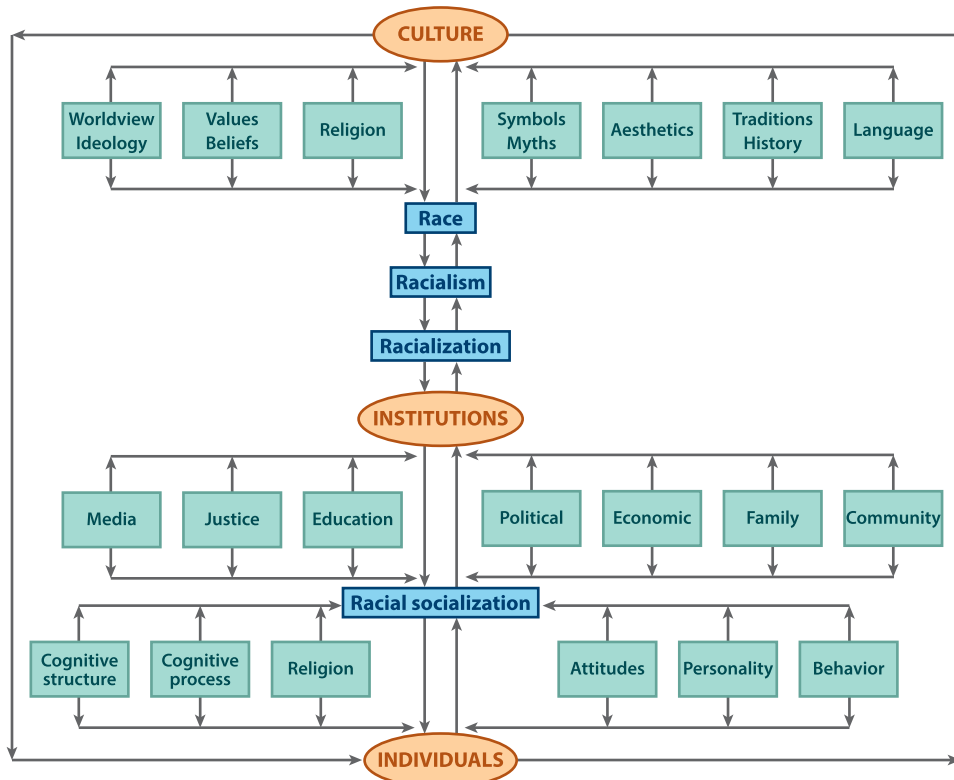 CULTURE
Worldview
Ideology
Values
Beliefs
Religion
Symbols
Myths
Aesthetics
Traditions
History
Language
Race
Racialism
Racialization
INSTITUTIONS
Media
Justice
Education
Political
Economic
Family
Community
Racial socialization
Cognitive
structure
Cognitive
process
Religion
Attitudes
Personality
Behavior
INDIVIDUALS